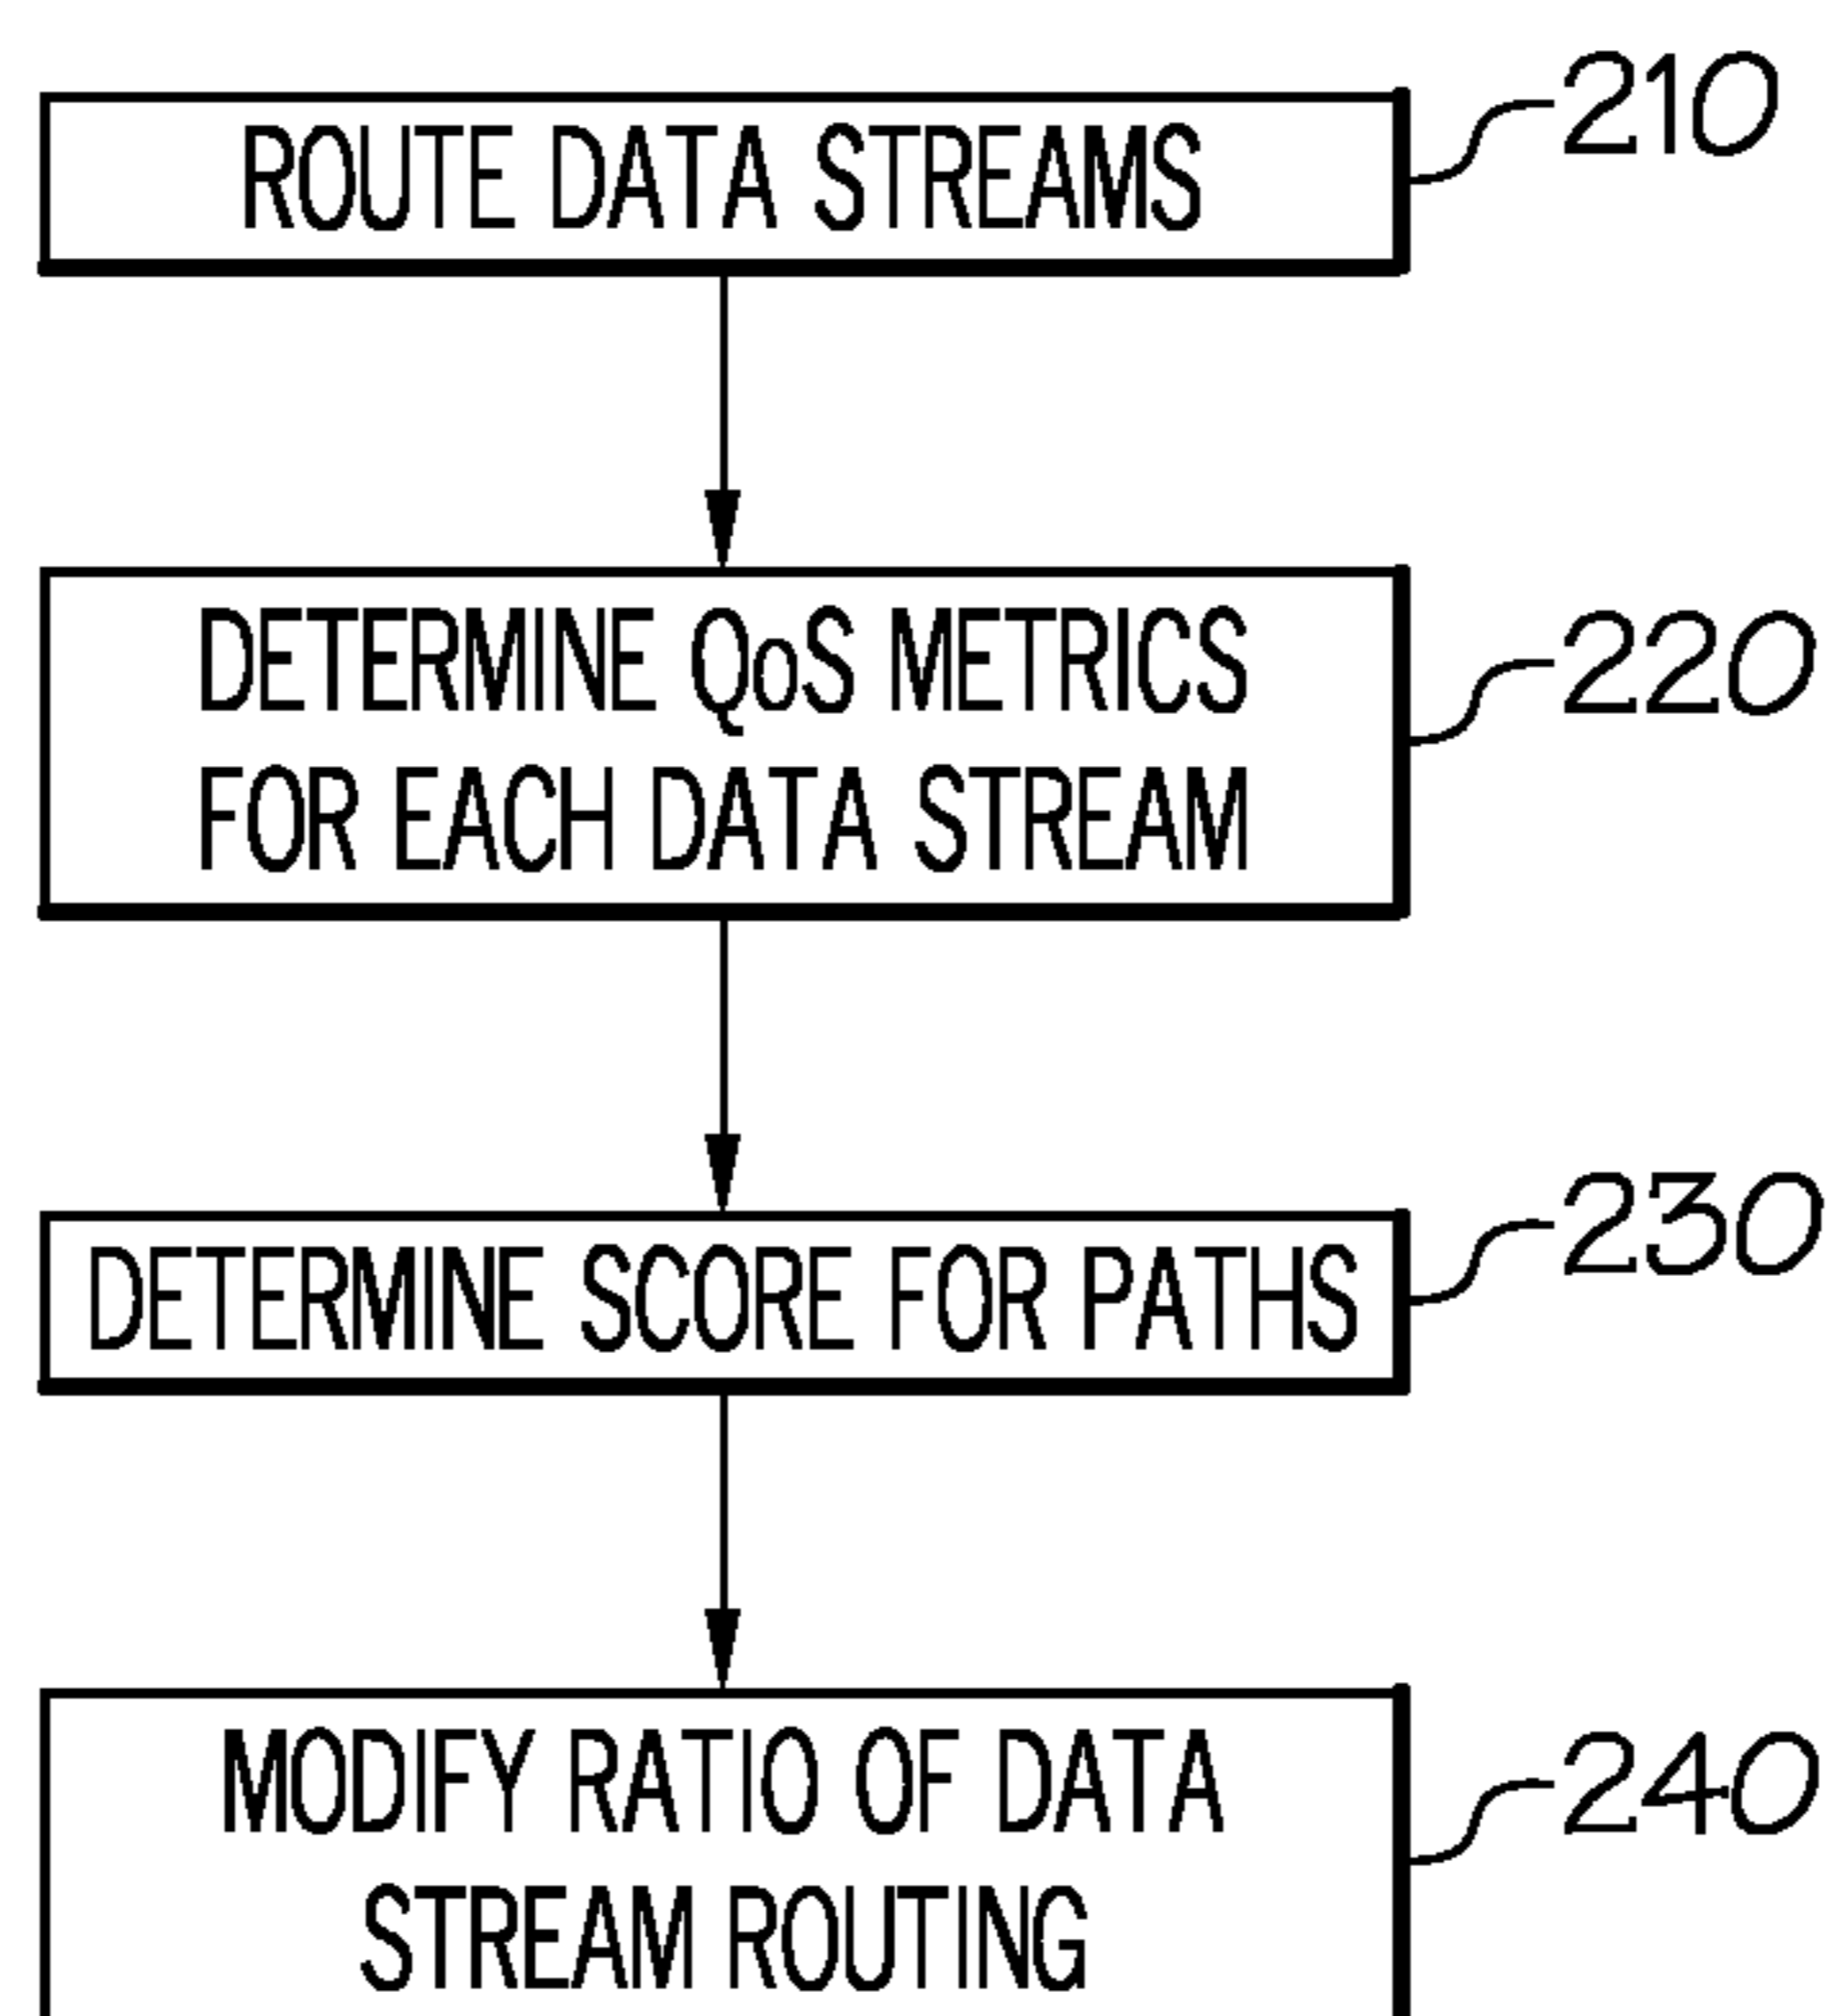 ROUTE DATA STREAMS
210
DETERMINE QoS METRICS
FOR EACH DATA STREAM
220
DETERMINE SCORE FOR PATHS
230
MODIFY RATIO OF DATA
STREAM ROUTING
240